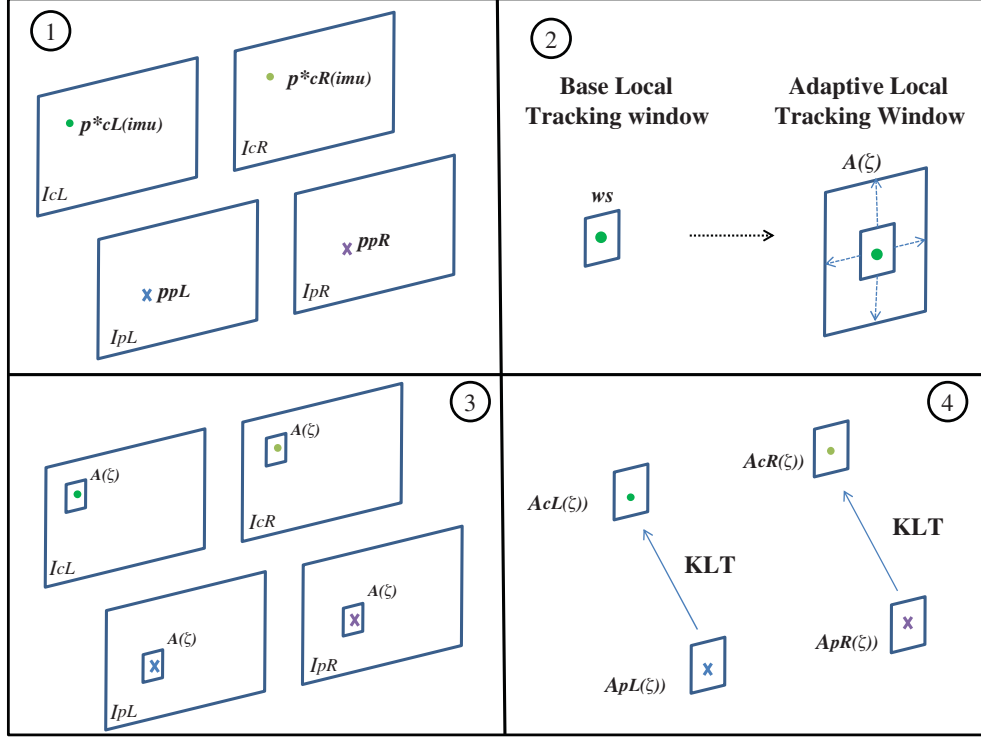 1
p*cL(imu)
IcL
p*cR(imu)
IcR
ppL
IpL
ppR
IpR
2
Base Local
Tracking window
Adaptive Local
Tracking Window
ws
A(ζ)
3
A(ζ)
IcL
A(ζ)
IcR
A(ζ)
IpL
A(ζ)
IpR
4
AcL(ζ))
AcR(ζ))
KLT
KLT
ApL(ζ))
ApR(ζ))